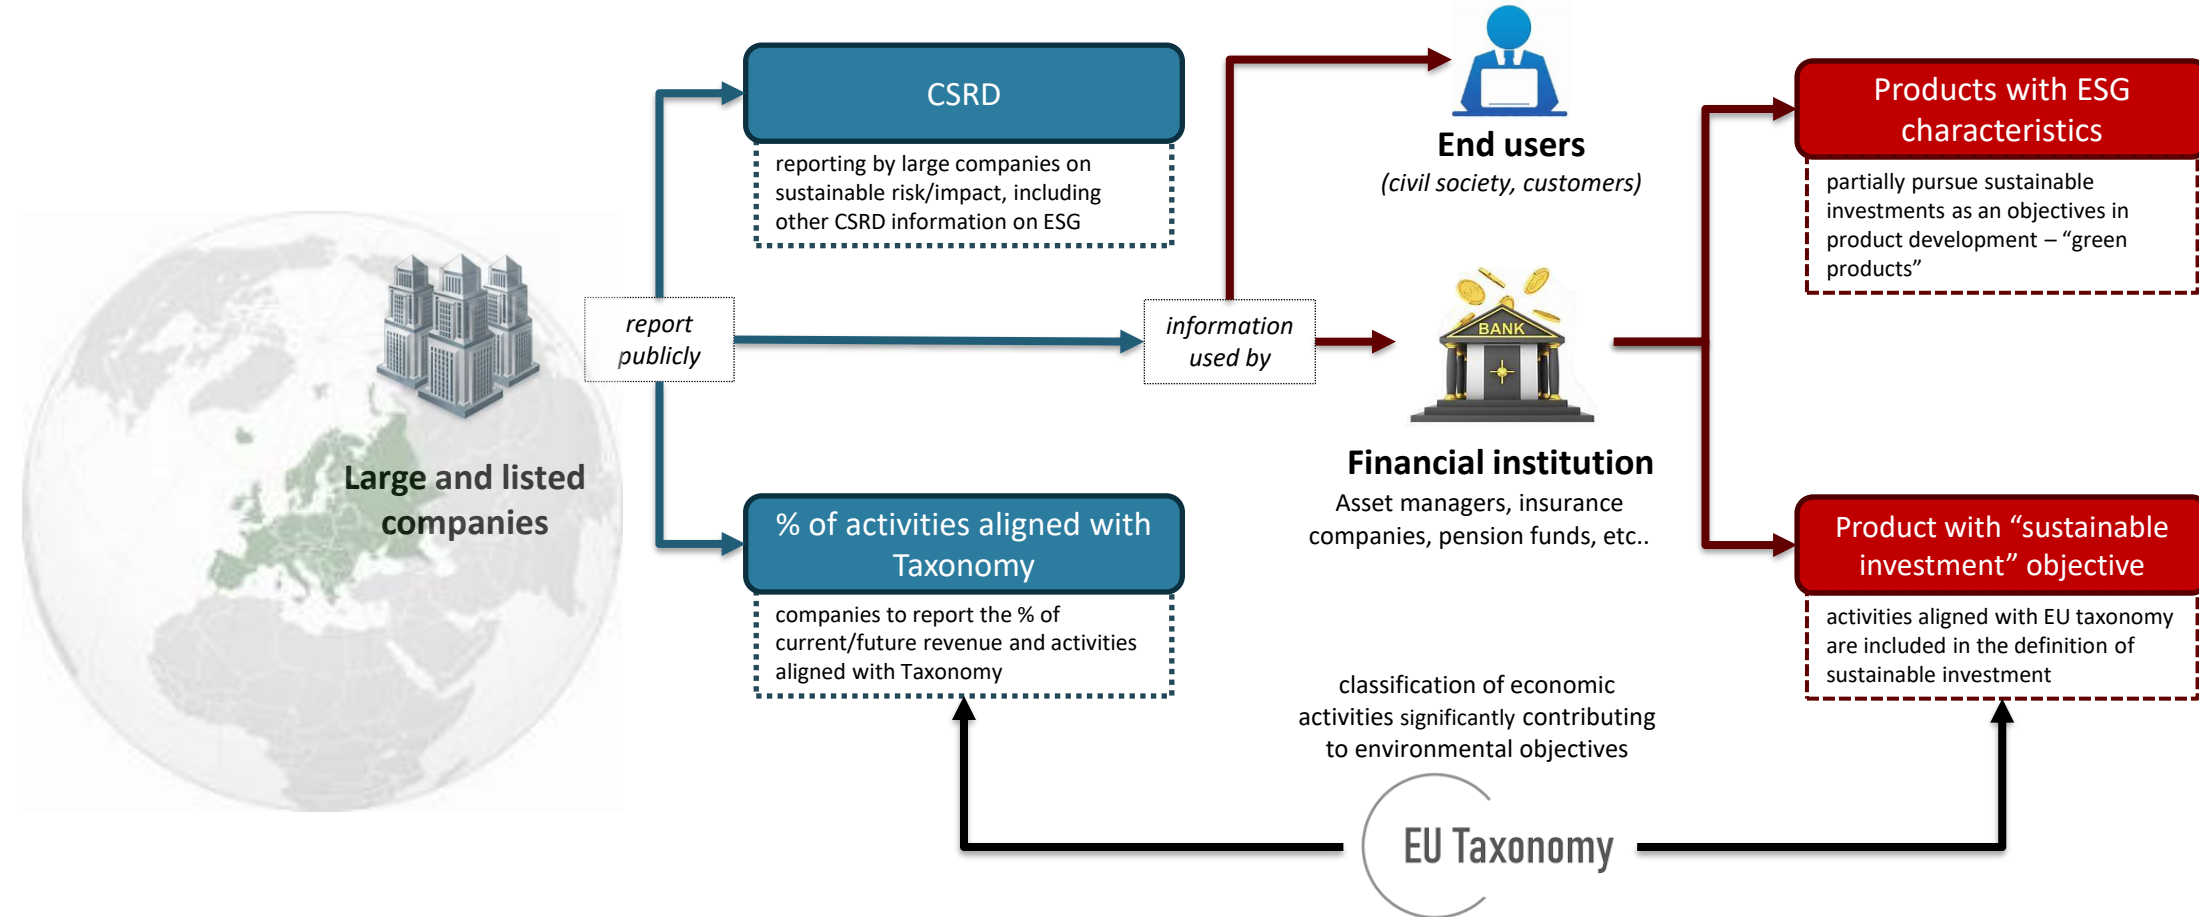 CSRD
reporting by large companies on
sustainable risk/impact, including
other CSRD information on ESG
End users
(civil society, customers)
Products with ESG
characteristics
partially pursue sustainable
investments as an objectives in
product development – “green
products”
report
publicly
information
used by
BANK
Large and listed
companies
Financial institution
Asset managers, insurance
companies, pension funds, etc..
% of activities aligned with
Taxonomy
companies to report the % of
current/future revenue and activities
aligned with Taxonomy
Product with “sustainable
investment” objective
activities aligned with EU taxonomy
are included in the definition of
sustainable investment
classification of economic
activities significantly contributing
to environmental objectives
EU Taxonomy